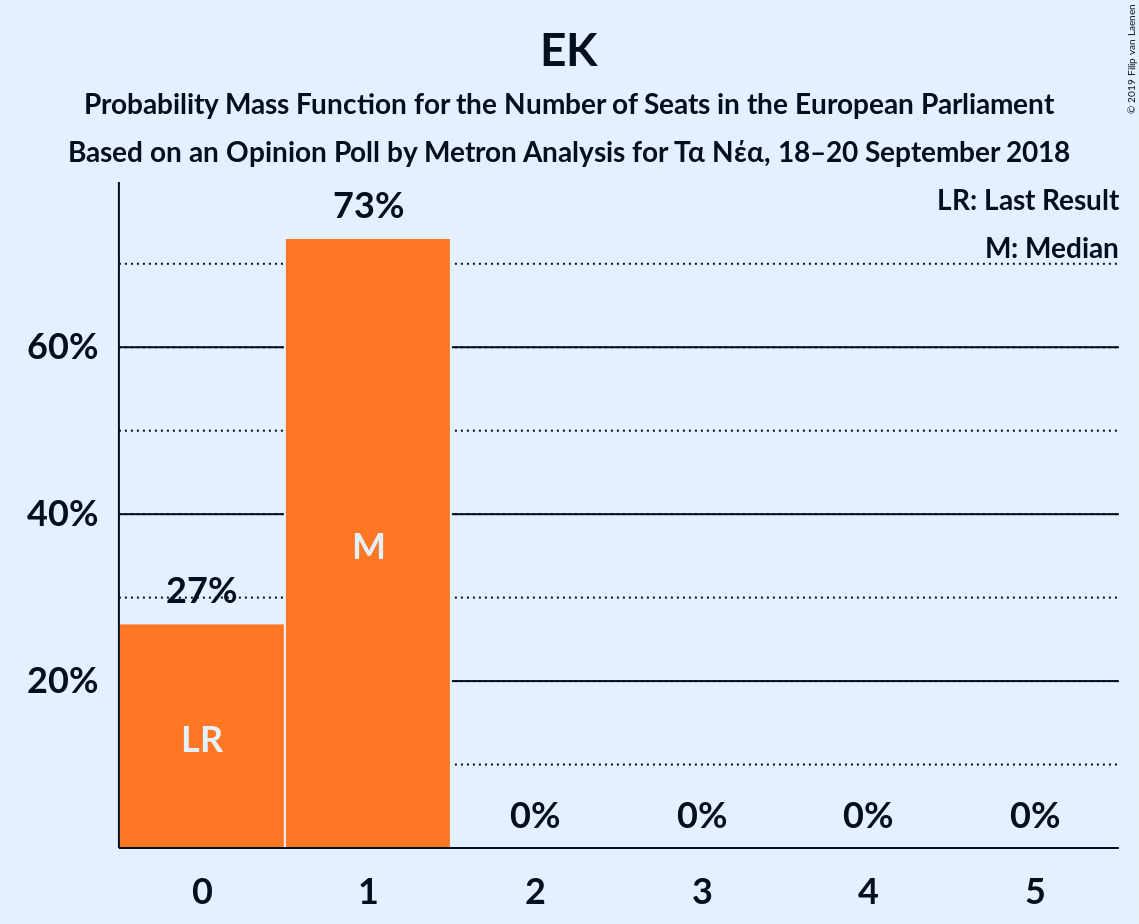 EK
Probability Mass Function for the Number of Seats in the European Parliament
Based on an Opinion Poll by Metron Analysis for Τα Νέα, 18–20 September 2018
© 2019 Filip van Laenen
LR: Last Result
M: Median
73%
60%
40%
27%
20%
M
LR
0%
0%
0%
0%
0
1
2
3
4
5